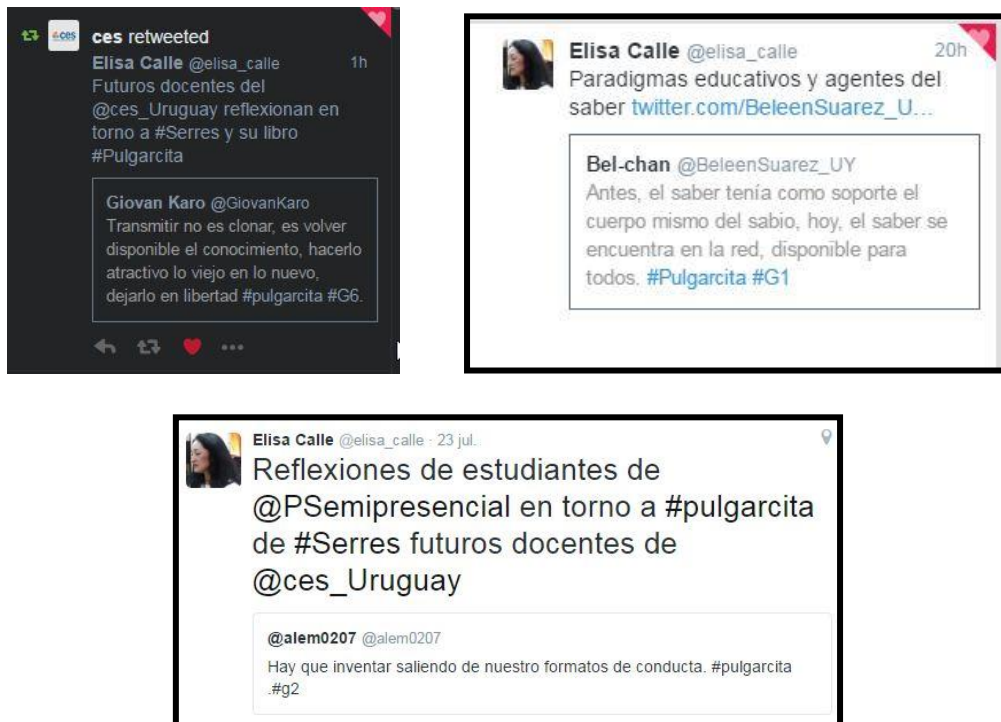 ces
ces retweeted
Elisa Calle @elisa_calle 1h
Futuros docentes del
@ces_Uruguay reflexionan en
torno a #Serres y su libro
#Pulgarcita
Giovan Karo @GiovanKaro
Transmitir no es clonar, es volver
disponible el conocimiento, hacerlo
atractivo lo viejo en lo nuevo,
dejarlo en libertad #pulgarcita #G6.
Elisa Calle @elisa_calle 20h
Paradigmas educativos y agentes del
saber twitter.com/BeleenSuarez_U...
Bel-chan @BeleenSuarez_UY
Antes, el saber tenía como soporte el
cuerpo mismo del sabio, hoy, el saber se
encuentra en la red, disponible para
todos. #Pulgarcita #G1
Elisa Calle @elisa_calle · 23 jul.
Reflexiones de estudiantes de
@PSemipresencial en torno a #pulgarcita
de #Serres futuros docentes de
@ces_Uruguay
@alem0207 @alem0207
Hay que inventar saliendo de nuestro formatos de conducta. #pulgarcita
.#g2